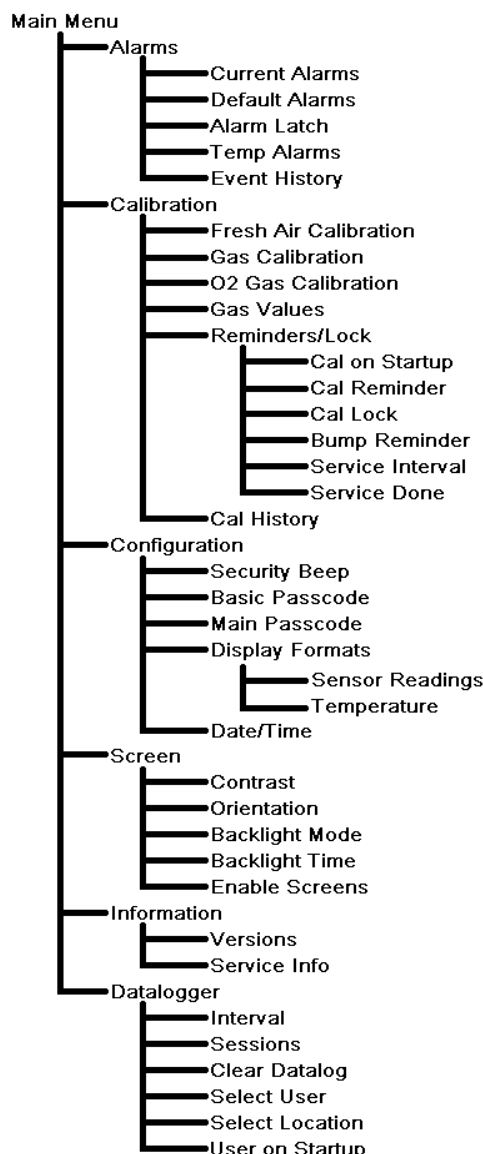 Main Menu
Alarms
Current Alarms
Default Alarms
Alarm Latch
Temp Alarms
Event History
Calibration
Fresh Air Calibration
Gas Calibration
O2 Gas Calibration
Gas Values
Reminders/Lock
Cal on Startup
Cal Reminder
Cal Lock
Bump Reminder
Service Interval
Service Done
Cal History
Configuration
Security Beep
Basic Passcode
Main Passcode
Display Formats
Sensor Readings
Temperature
Date/Time
Screen
Contrast
Orientation
Backlight Mode
Backlight Time
Enable Screens
Information
Versions
Service Info
Datalogger
Interval
Sessions
Clear Datalog
Select User
Select Location
User on Startup